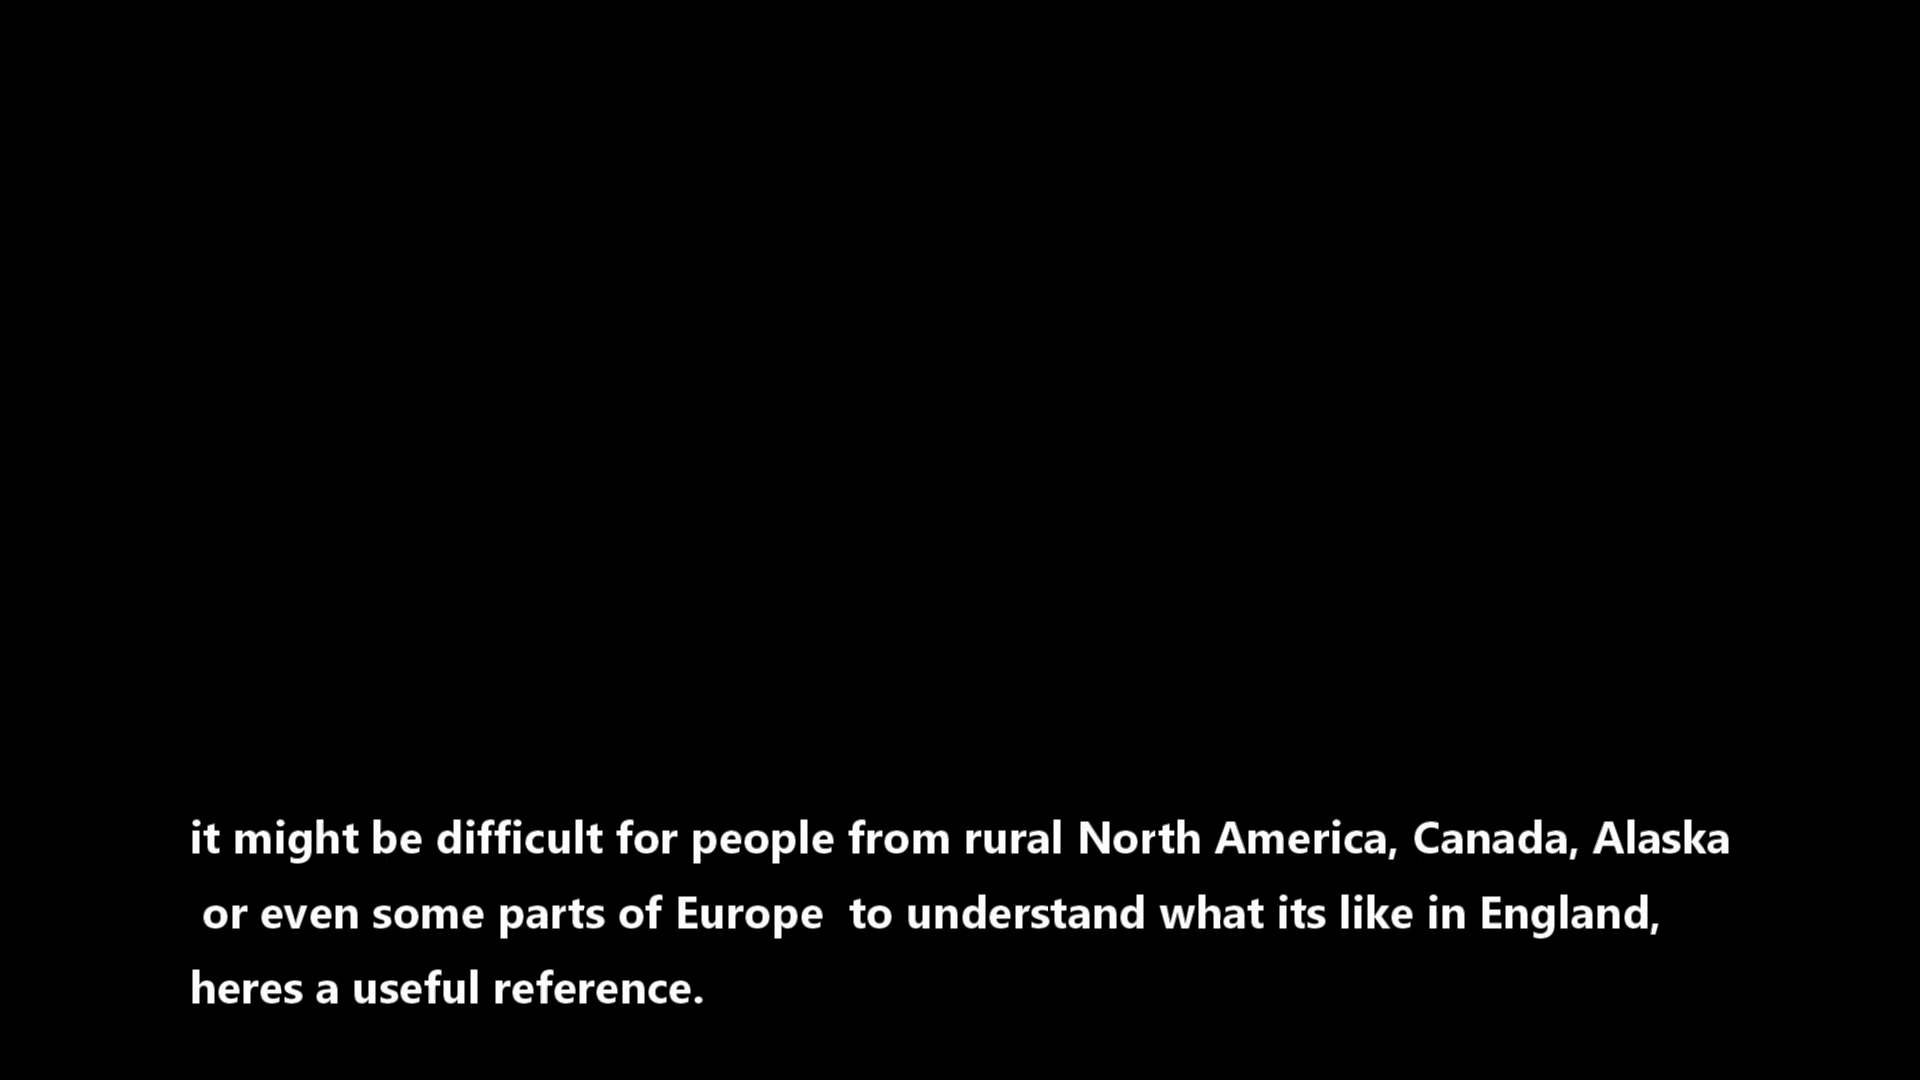 it might be difficult for people from rural North America, Canada, Alaska
or even some parts of Europe  to understand what its like in England,
heres a useful reference.